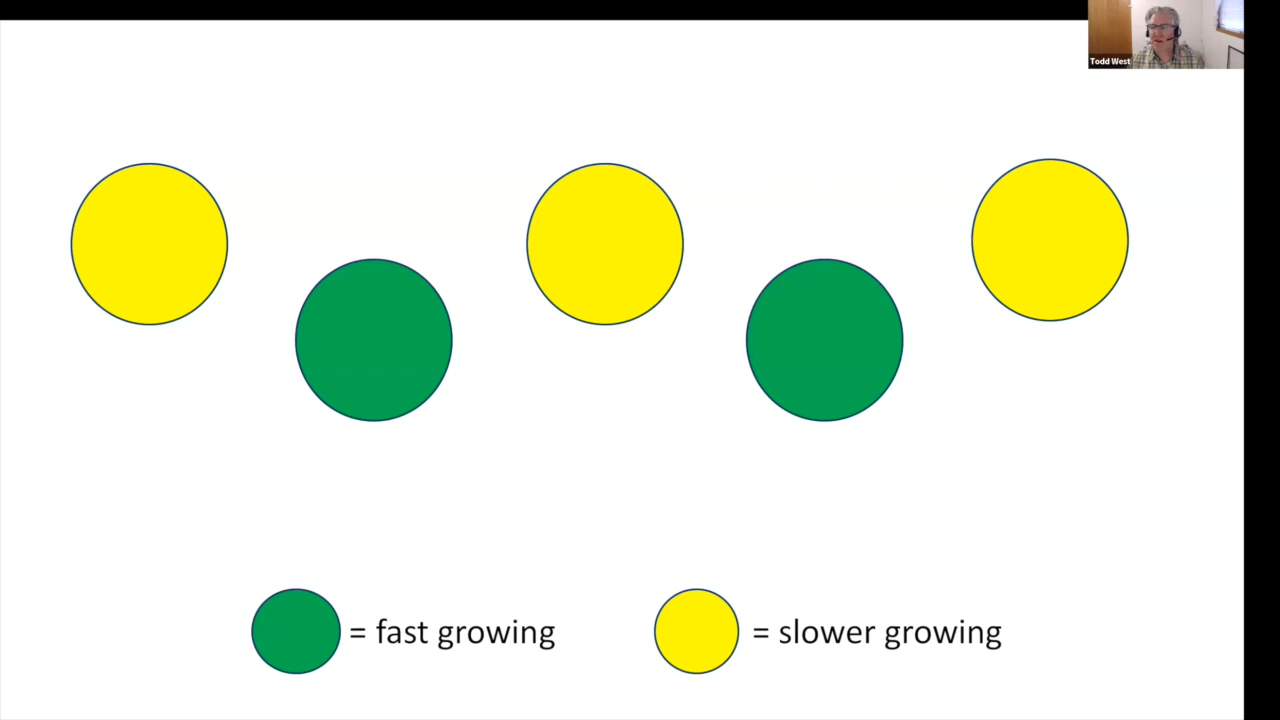 Todd West
= fast growing
= slower growing